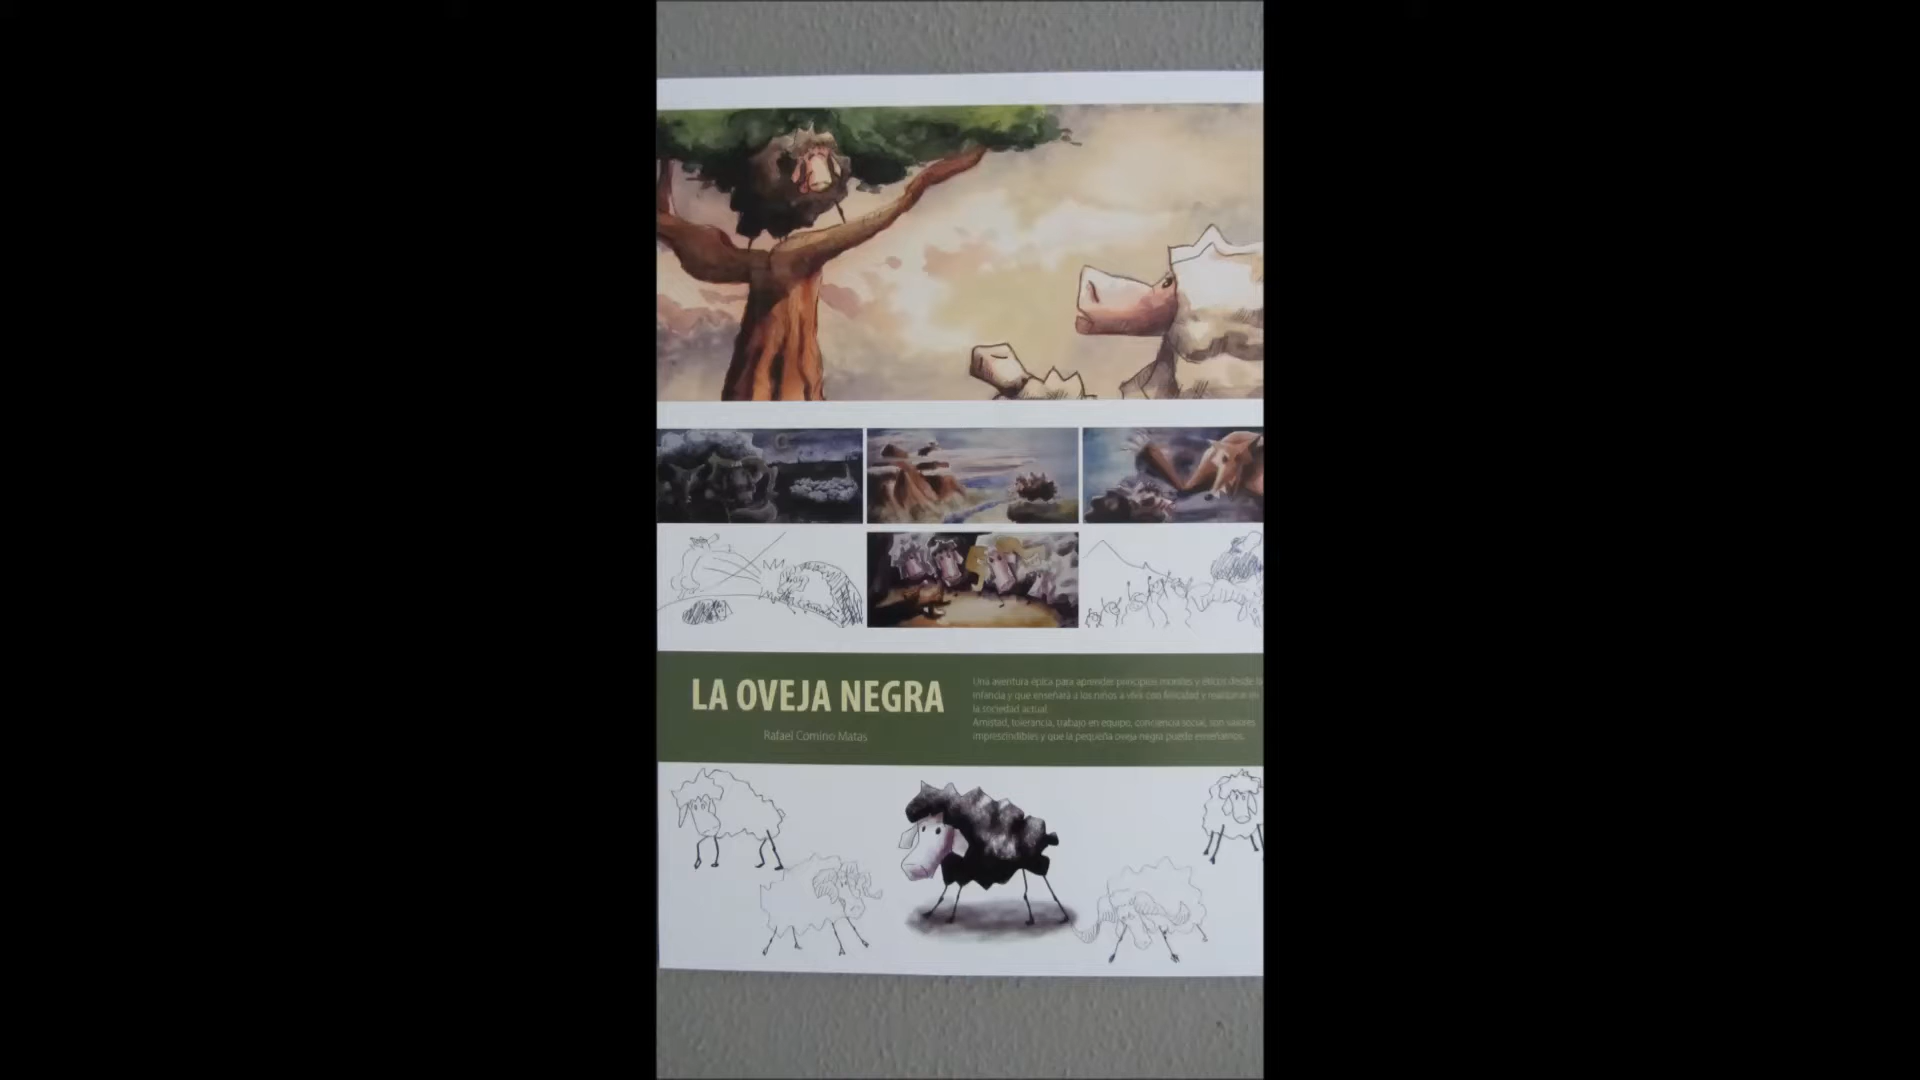 LA OVEJA NEGRA
Rafael Comino Matas
Una aventura épica para aprender principios morales y éticos desde la
infancia y que enseñará a los niños a vivir con felicidad y realizarse en
la sociedad actual.
Amistad, tolerancia, trabajo en equipo, conciencia social, son valores
imprescindibles y que la pequeña oveja negra puede enseñarnos.